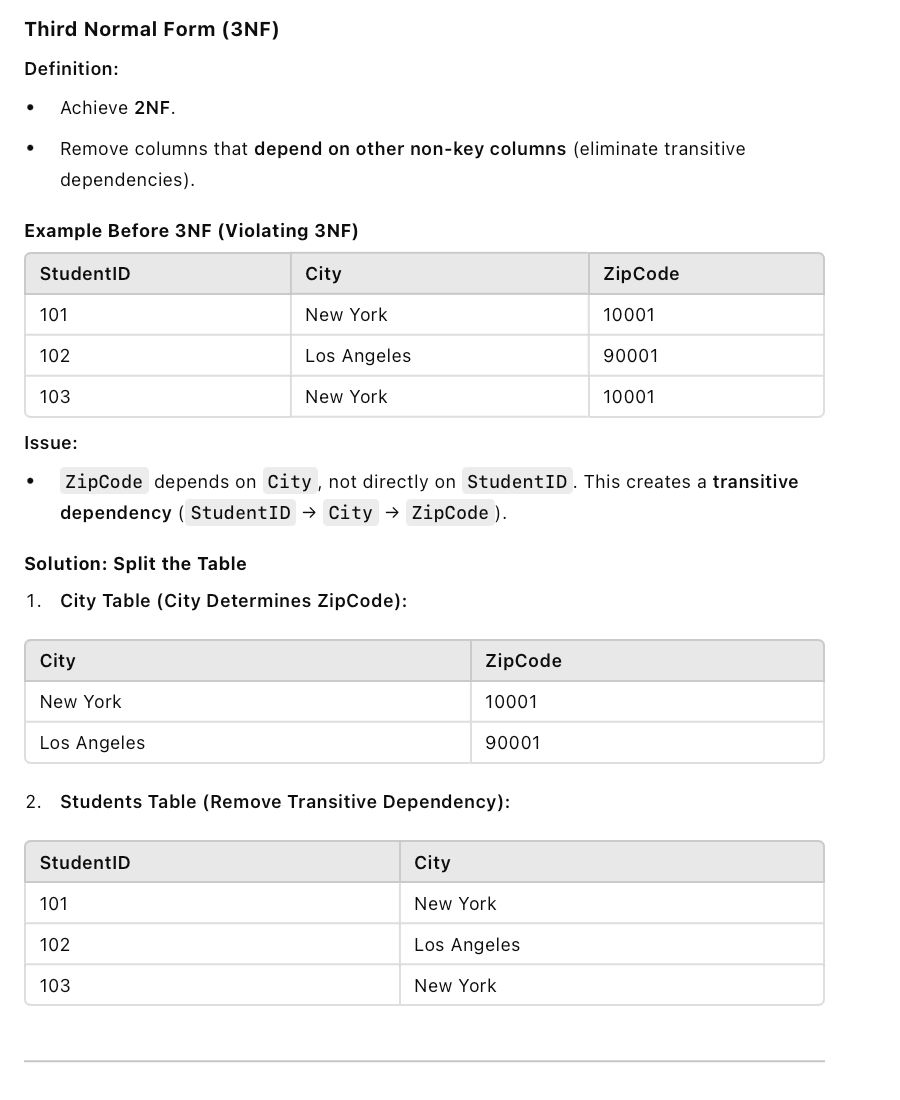 Third Normal Form (3NF)
Definition:
• Achieve 2NF.
• Remove columns that depend on other non-key columns (eliminate transitive
dependencies).
Example Before 3NF (Violating 3NF)
StudentID City ZipCode
101 New York 10001
102 Los Angeles 90001
103 New York 10001
Issue:
• ZipCode depends on City, not directly on StudentID. This creates a transitive
dependency (StudentID → City → ZipCode).
Solution: Split the Table
1. City Table (City Determines ZipCode):
City ZipCode
New York 10001
Los Angeles 90001
2. Students Table (Remove Transitive Dependency):
StudentID City
101 New York
102 Los Angeles
103 New York